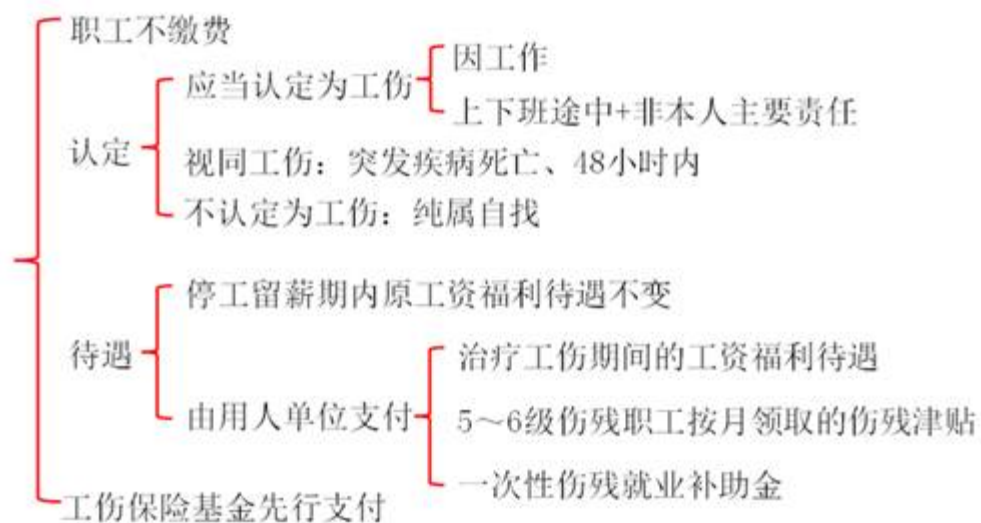 职工不缴费
认定
应当认定为工伤
因工作
上下班途中+非本人主要责任
视同工伤：突发疾病死亡、48小时内
不认定为工伤：纯属自找
待遇
停工留薪期内原工资福利待遇不变
由用人单位支付
治疗工伤期间的工资福利待遇
5～6级伤残职工按月领取的伤残津贴
一次性伤残就业补助金
工伤保险基金先行支付